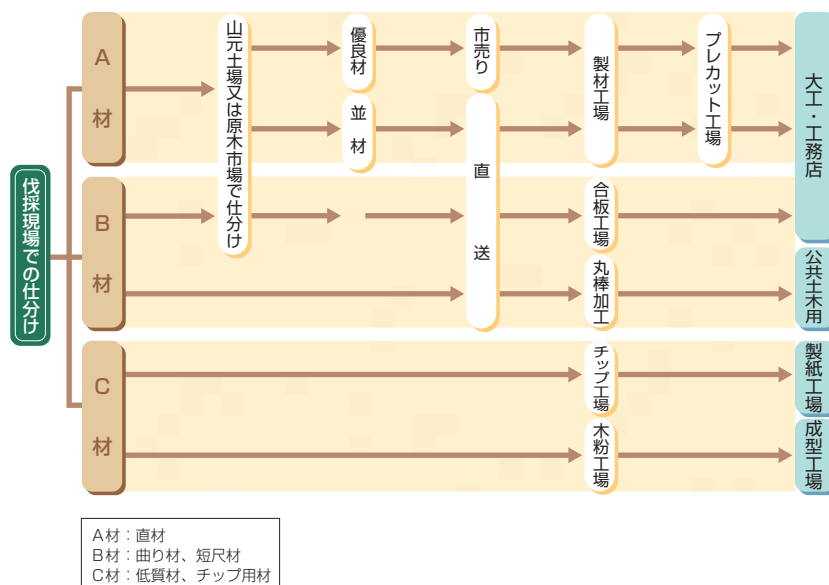 伐採現場での仕分け
A材
山元土場又は原木市場で仕分け
優良材
市売り
製材工場
プレカット工場
大工・工務店
並材
直送
B材
合板工場
丸棒加工
公共土木用
C材
チップ工場
製紙工場
木粉工場
成型工場
A材:直材
B材:曲り材、短尺材
C材:低質材、チップ用材